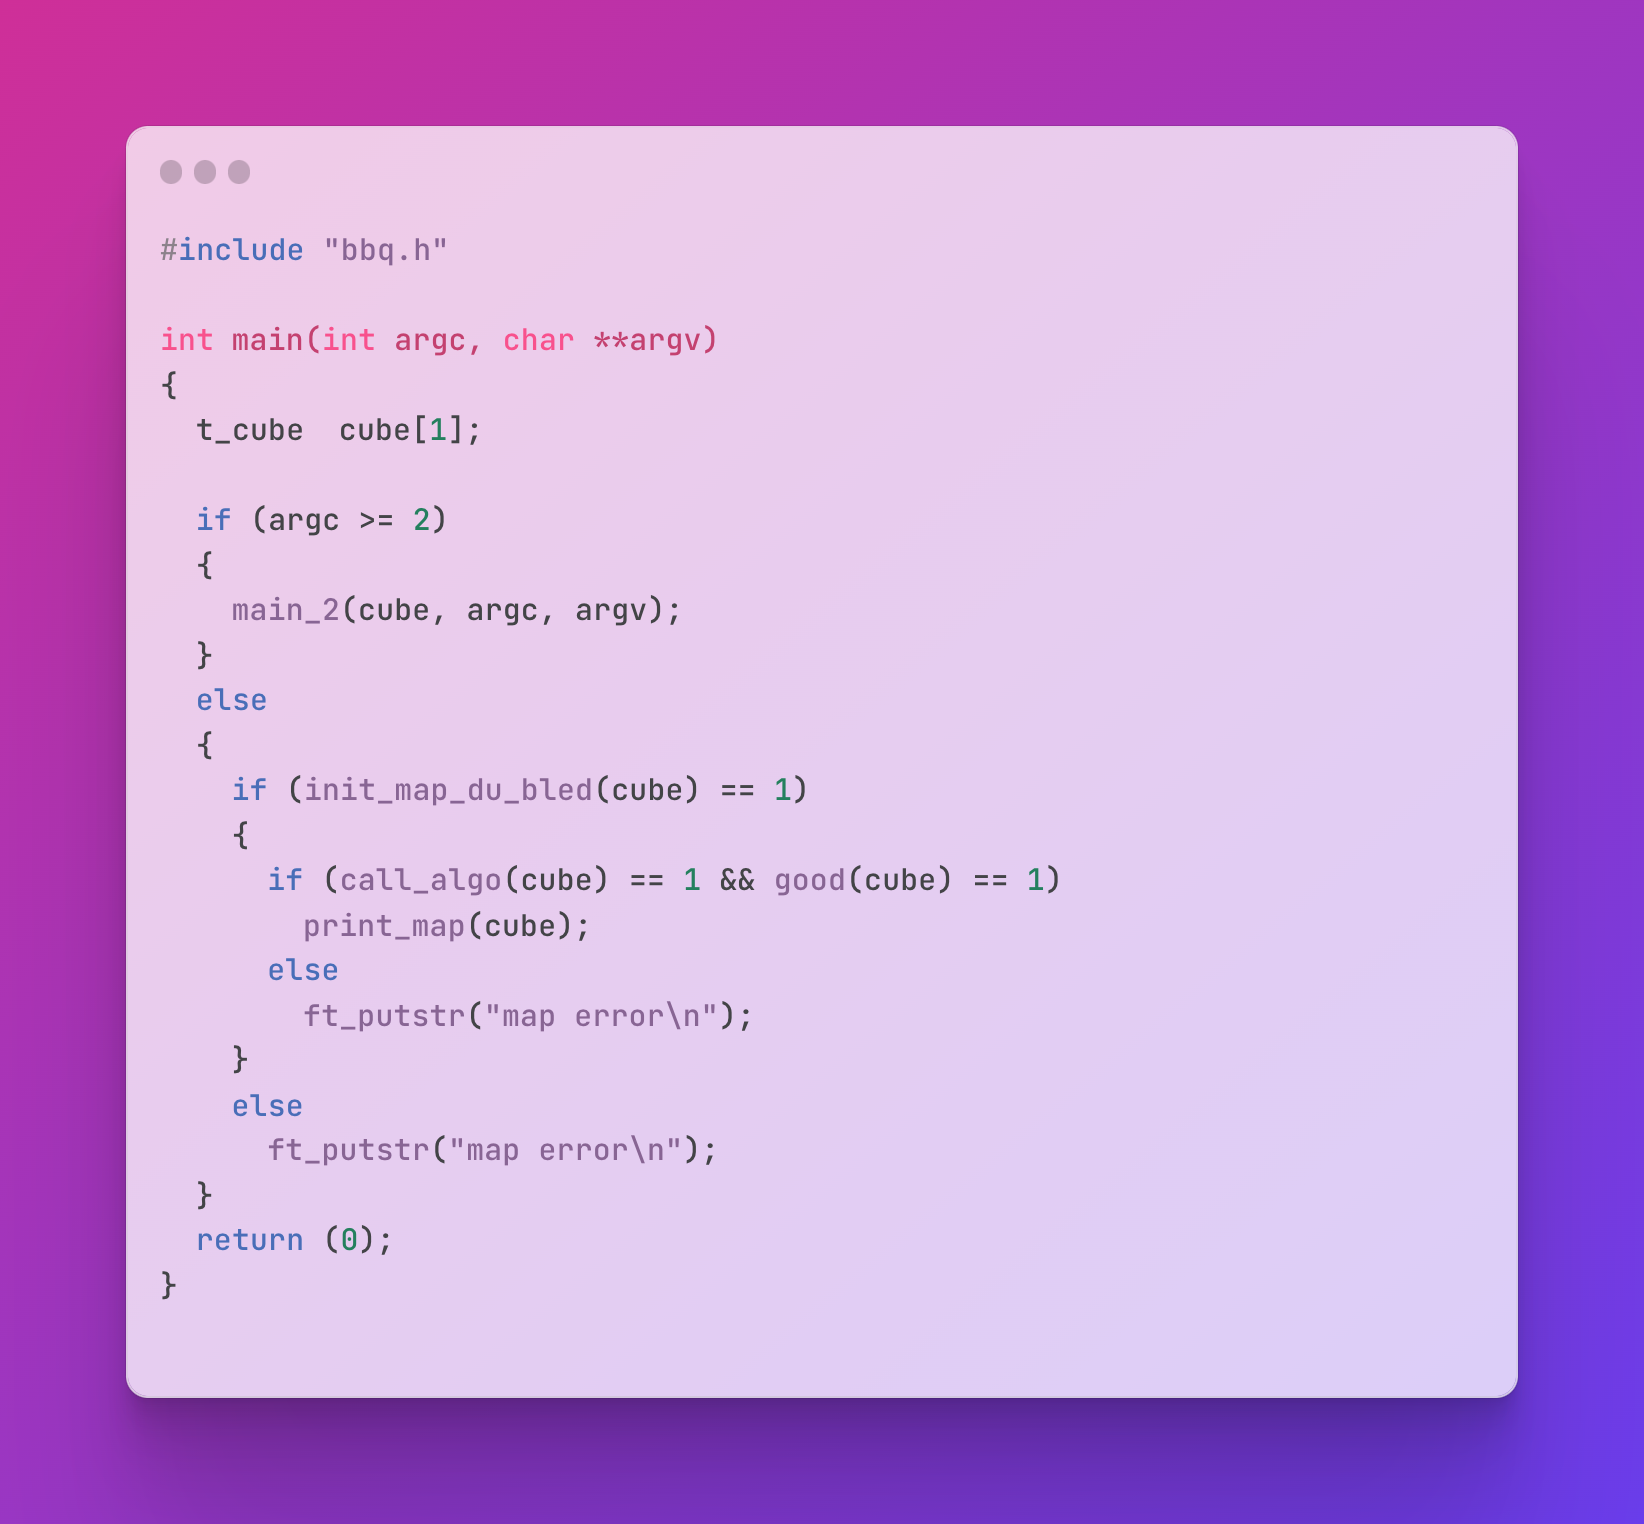 #include "bbq.h"

int main(int argc, char **argv)
{
  t_cube  cube[1];

  if (argc >= 2)
  {
    main_2(cube, argc, argv);
  }
  else
  {
    if (init_map_du_bled(cube) == 1)
    {
      if (call_algo(cube) == 1 && good(cube) == 1)
        print_map(cube);
      else
        ft_putstr("map error\n");
    }
    else
      ft_putstr("map error\n");
  }
  return (0);
}